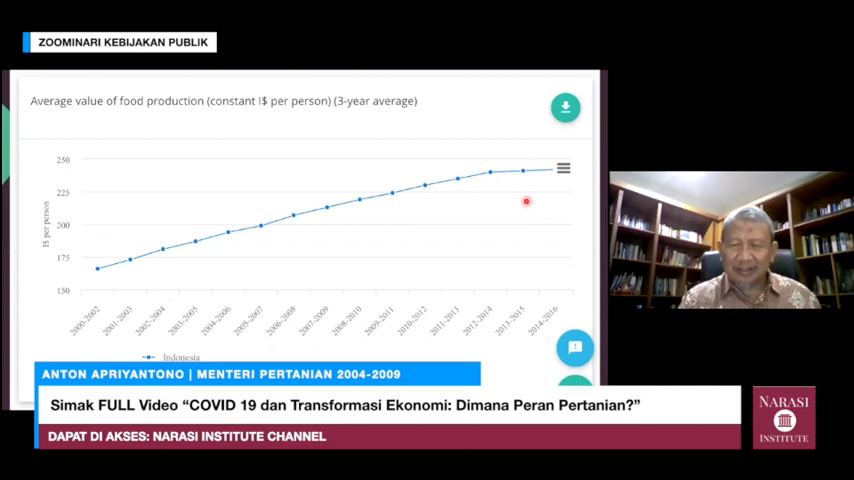 ZOOMINARI KEBIJAKAN PUBLIK
Average value of food production (constant I$ per person) (3-year average)
250
225
200
175
150
I$ per person
2000-2002
2001-2003
2002-2004
2003-2005
2004-2006
2005-2007
2006-2008
2007-2009
2008-2010
2009-2011
2010-2012
2011-2013
2012-2014
2013-2015
2014-2016
Indonesia
ANTON APRIYANTONO | MENTERI PERTANIAN 2004-2009
Simak FULL Video “COVID 19 dan Transformasi Ekonomi: Dimana Peran Pertanian?”
DAPAT DI AKSES: NARASI INSTITUTE CHANNEL
NARASI
INSTITUTE